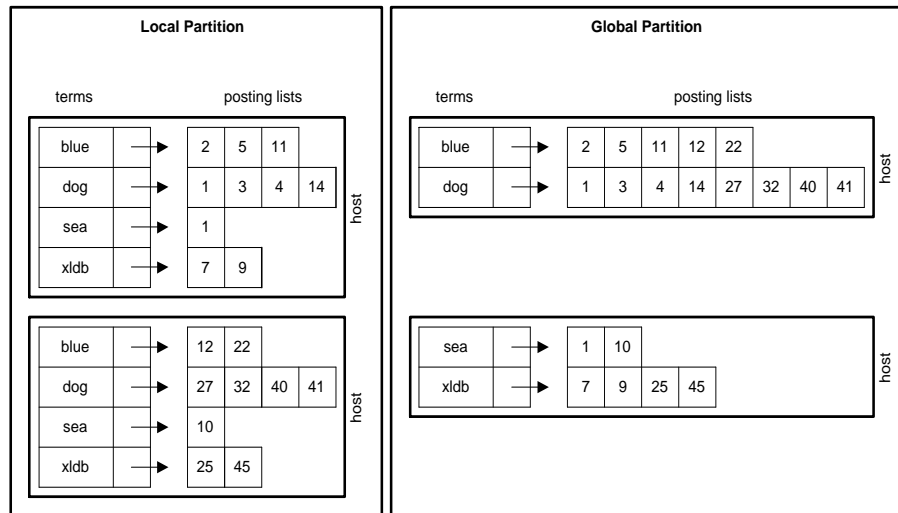 Local Partition
terms posting lists
blue 2 5 11
dog 1 3 4 14
sea 1
xldb 7 9
host
blue 12 22
dog 27 32 40 41
sea 10
xldb 25 45
host
Global Partition
terms posting lists
blue 2 5 11 12 22
dog 1 3 4 14 27 32 40 41
host
sea 1 10
xldb 7 9 25 45
host